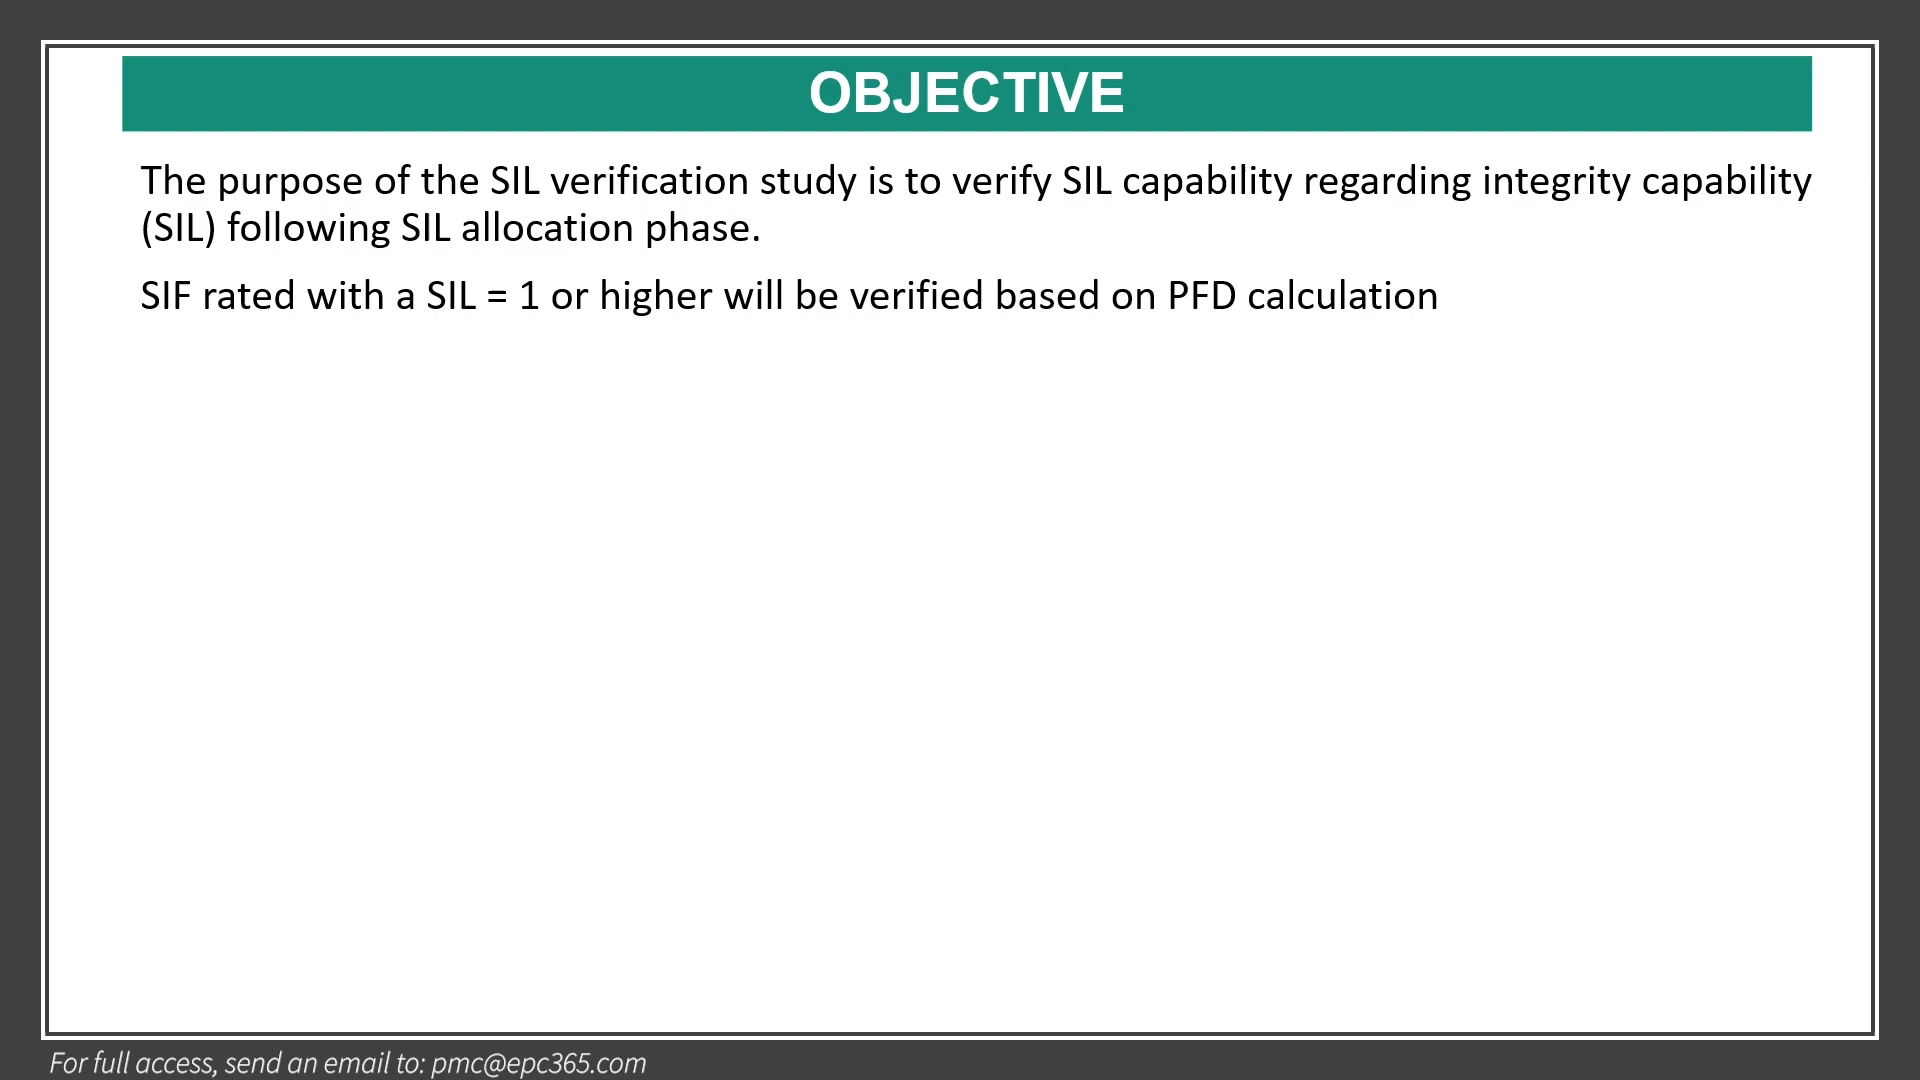 OBJECTIVE
The purpose of the SIL verification study is to verify SIL capability regarding integrity capability
(SIL) following SIL allocation phase.
SIF rated with a SIL = 1 or higher will be verified based on PFD calculation
For full access, send an email to: pmc@epc365.com